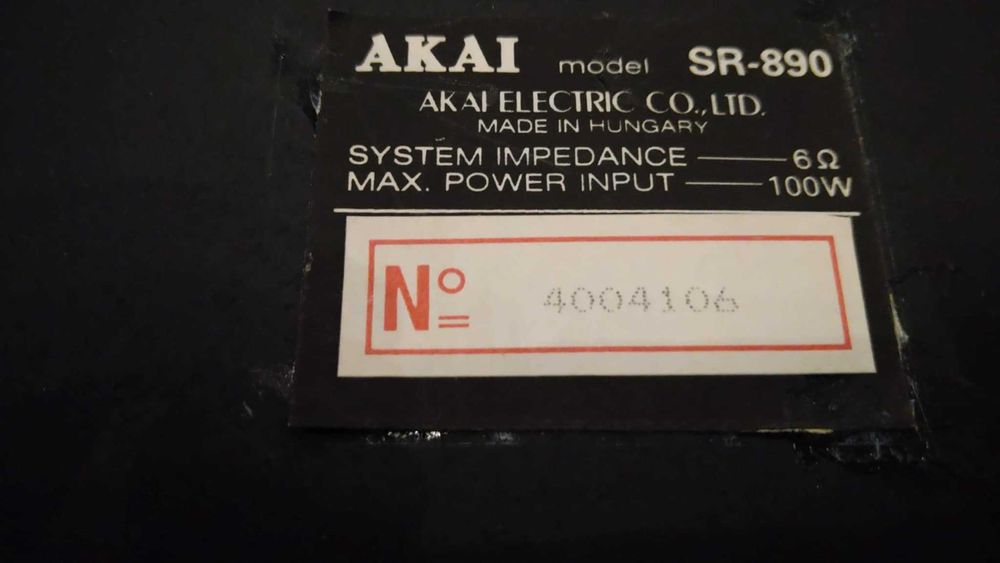 AKAI model SR-890
AKAI ELECTRIC CO.,LTD.
MADE IN HUNGARY
SYSTEM IMPEDANCE 6Ω
MAX. POWER INPUT 100W
Nº 4004106